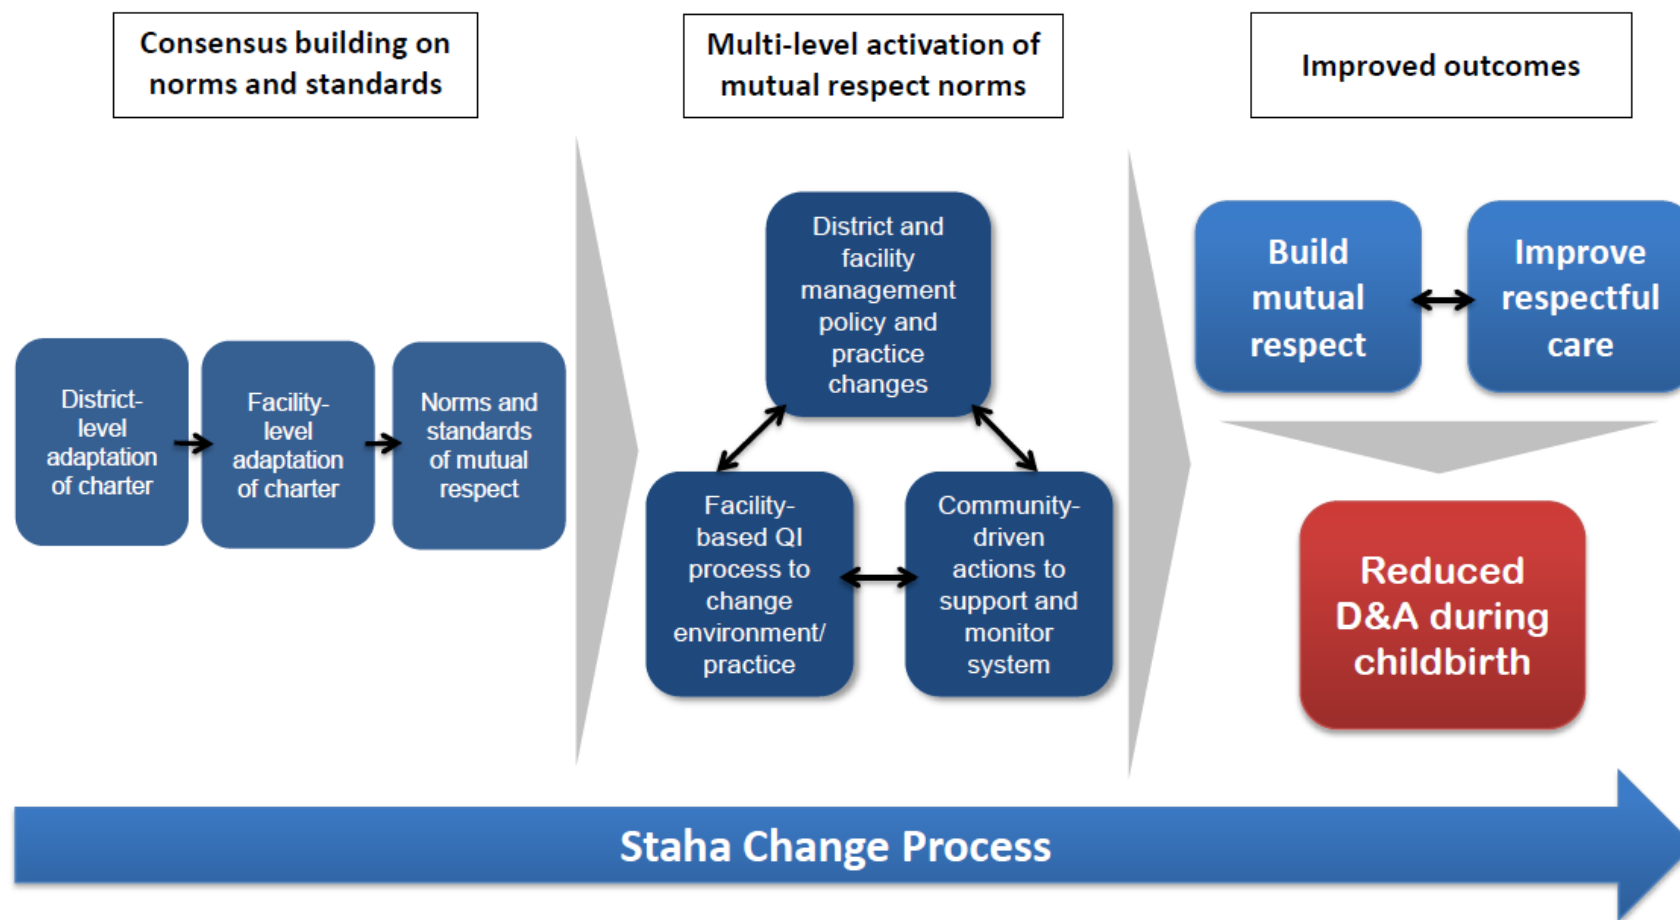 Consensus building on
norms and standards
Multi-level activation of
mutual respect norms
Improved outcomes
District-
level
adaptation
of charter
Facility-
level
adaptation
of charter
Norms and
standards
of mutual
respect
District and
facility
management
policy and
practice
changes
Facility-
based QI
process to
change
environment/
practice
Community-
driven
actions to
support and
monitor
system
Build
mutual
respect
Improve
respectful
care
Reduced
D&A during
childbirth
Staha Change Process